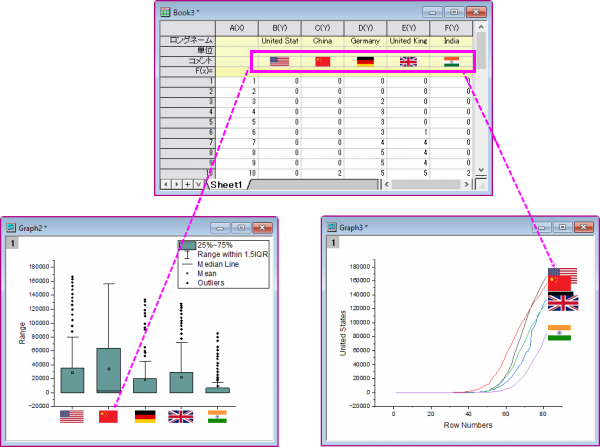 Book3 *
A(X) B(Y) C(Y) D(Y) E(Y) F(Y)
ロングネーム United Stat China Germany United King India
単位
コメント
F(x)=
1 1 0 0 0 0 0
2 2 0 0 0 0 0
3 3 0 0 2 0 0
4 4 0 0 3 0 0
5 5 0 0 3 0 0
6 6 0 0 3 1 0
7 7 0 0 4 4 0
8 8 0 0 5 4 0
9 9 0 0 5 4 0
10 10 0 2 5 5 2
Sheet1
Graph2 *
1
25%~75%
Range within 1.5IQR
Median Line
Mean
Outliers
Range
180000
160000
140000
120000
100000
80000
60000
40000
20000
0
−20000
Graph3 *
1
United States
180000
160000
140000
120000
100000
80000
60000
40000
20000
0
−20000
0 20 40 60 80
Row Numbers